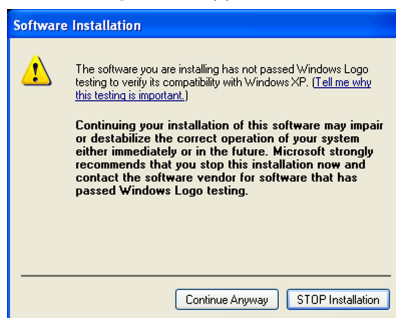 Software Installation
The software you are installing has not passed Windows Logo
testing to verify its compatibility with Windows XP. (Tell me why
this testing is important.)
Continuing your installation of this software may impair
or destabilize the correct operation of your system
either immediately or in the future. Microsoft strongly
recommends that you stop this installation now and
contact the software vendor for software that has
passed Windows Logo testing.
Continue Anyway STOP Installation